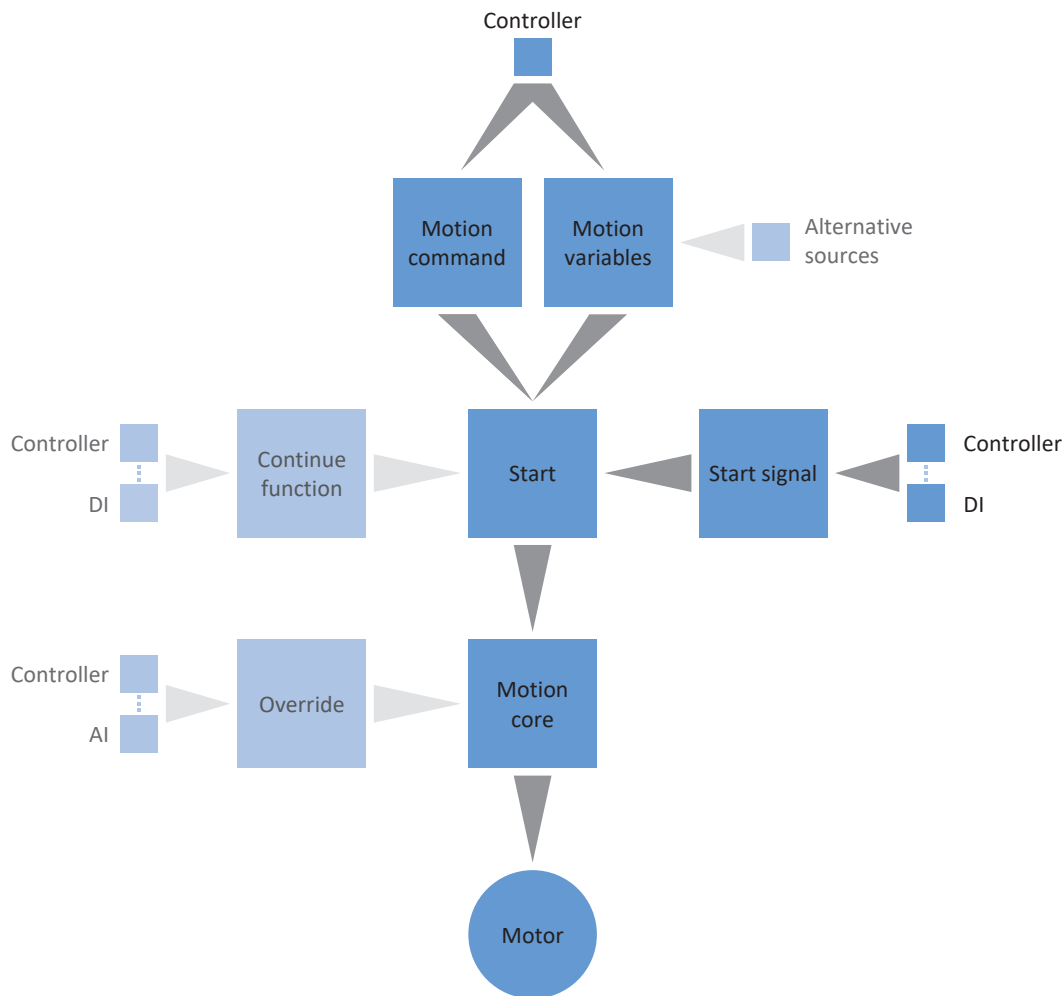 Controller
Motion
command
Motion
variables
Alternative
sources
Controller
DI
Continue
function
Start
Start signal
Controller
DI
Controller
AI
Override
Motion
core
Motor